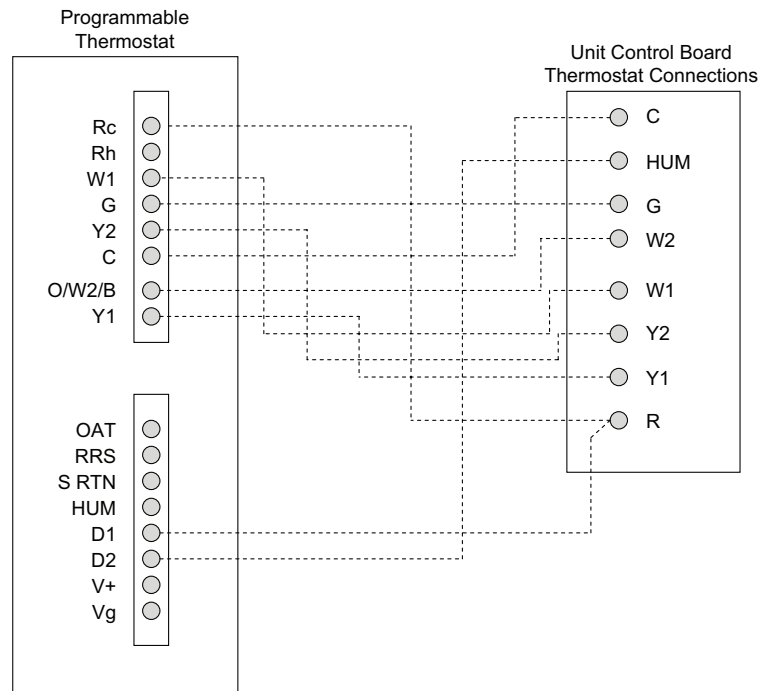 Programmable
Thermostat
Rc
Rh
W1
G
Y2
C
O/W2/B
Y1
OAT
RRS
S RTN
HUM
D1
D2
V+
Vg
Unit Control Board
Thermostat Connections
C
HUM
G
W2
W1
Y2
Y1
R